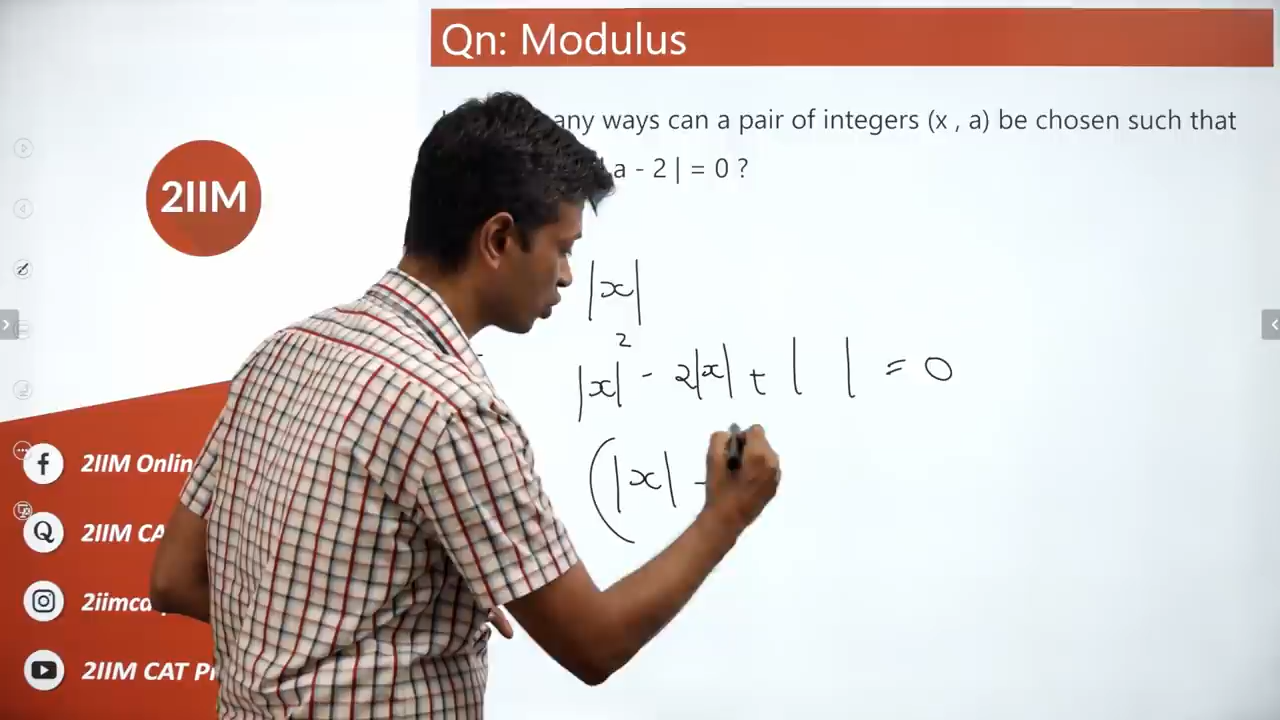 Qn: Modulus
any ways can a pair of integers (x , a) be chosen such that
a - 2 | = 0 ?
2IIM
|x|
|x|² - 2|x| + | | = 0
(|x| -
2IIM Onlin
2IIM CA
2iimca
2IIM CAT Pr